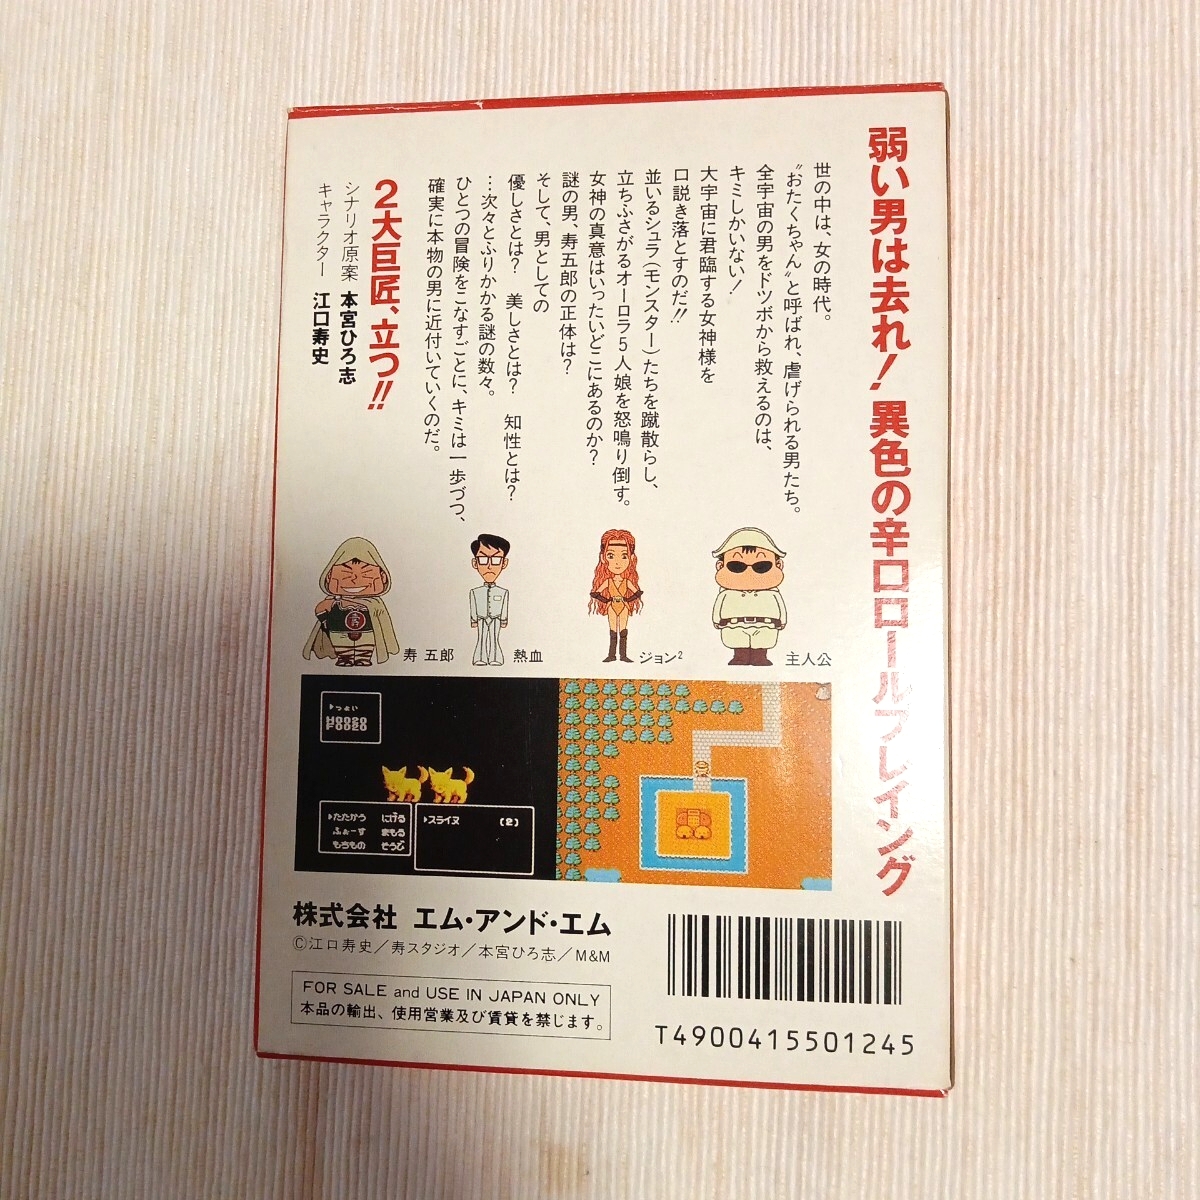 弱い男は去れ! 異色の辛口ロールプレイング
世の中は、女の時代。
"おたくちゃん"と呼ばれ、虐げられる男たち。
全宇宙の男をドツボから救えるのは、
キミしかいない!
大宇宙に君臨する女神様を
口説き落とすのだ!!
並いるシュラ(モンスター)たちを蹴散らし、
立ちふさがるオーロラ5人娘を怒鳴り倒す。
女神の真意はいったいどこにあるのか?
謎の男、寿五郎の正体は?
そして、男としての
優しさとは? 美しさとは? 知性とは?
…次々とふりかかる謎の数々。
ひとつの冒険をこなすごとに、キミは一歩づつ、
確実に本物の男に近付いていくのだ。
2大巨匠、立つ!!
シナリオ原案 本宮ひろ志
キャラクター 江口寿史
寿 五郎
熱血
ジョン2
主人公
▶つよい
H0020
F0020
▶たたかう にげる
ふぉーす まもる
もちもの そうび
▶スライヌ (2)
株式会社 エム・アンド・エム
©江口寿史/寿スタジオ/本宮ひろ志/M&M
FOR SALE and USE IN JAPAN ONLY
本品の輸出、使用営業及び賃貸を禁じます。
T4900415501245